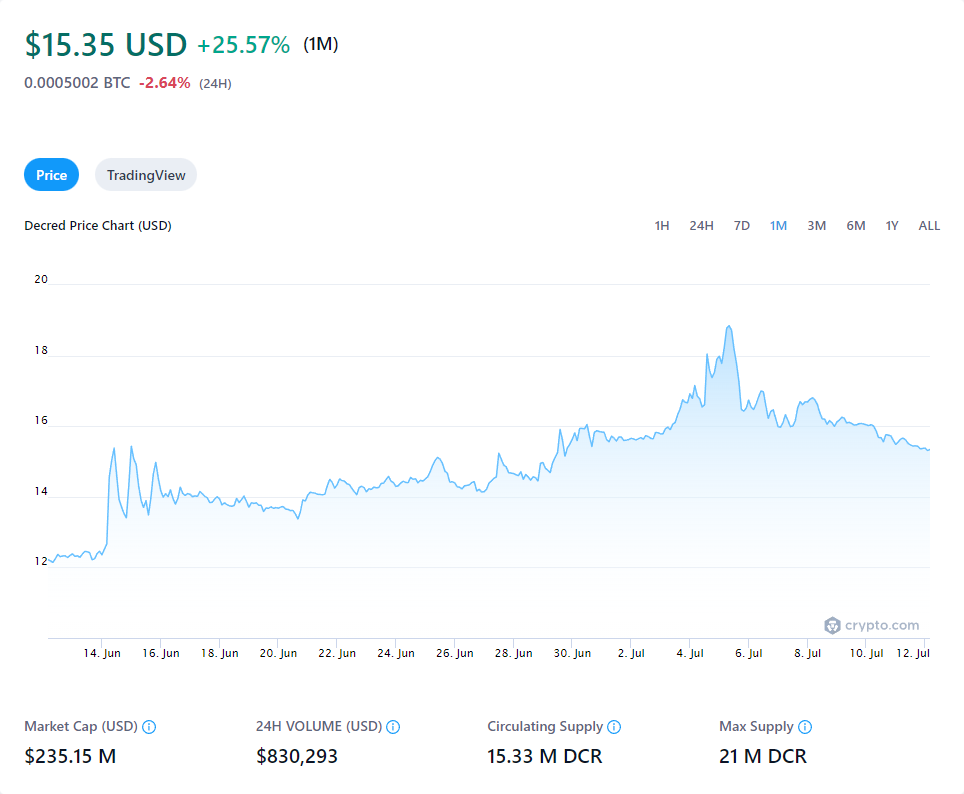 $15.35 USD +25.57% (1M)
0.0005002 BTC -2.64% (24H)
Price TradingView
Decred Price Chart (USD) 1H 24H 7D 1M 3M 6M 1Y ALL
20
18
16
14
12
crypto.com
14. Jun 16. Jun 18. Jun 20. Jun 22. Jun 24. Jun 26. Jun 28. Jun 30. Jun 2. Jul 4. Jul 6. Jul 8. Jul 10. Jul 12. Jul
Market Cap (USD) 24H VOLUME (USD) Circulating Supply Max Supply
$235.15 M $830,293 15.33 M DCR 21 M DCR